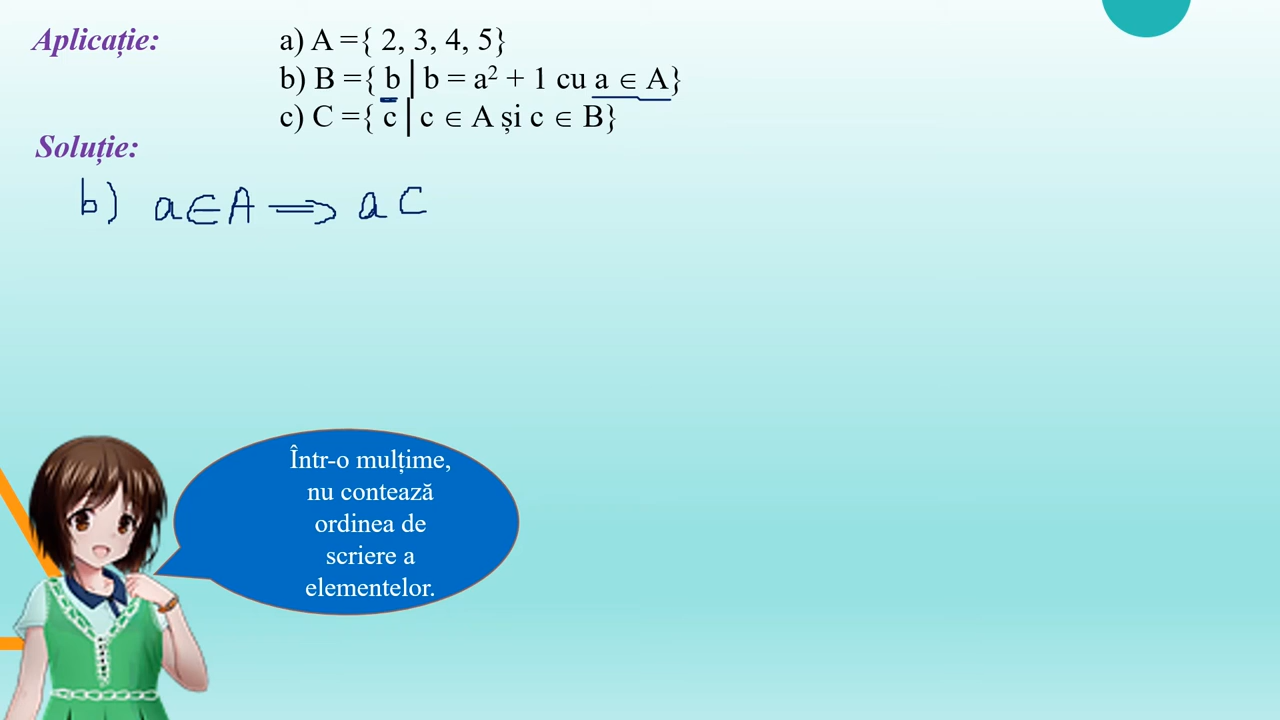 Aplicație:
a) A ={ 2, 3, 4, 5}
b) B ={ b | b = a² + 1 cu a ∈ A}
c) C ={ c | c ∈ A și c ∈ B}
Soluție:
b) a∈A ⟹ a C
Într-o mulțime,
nu contează
ordinea de
scriere a
elementelor.